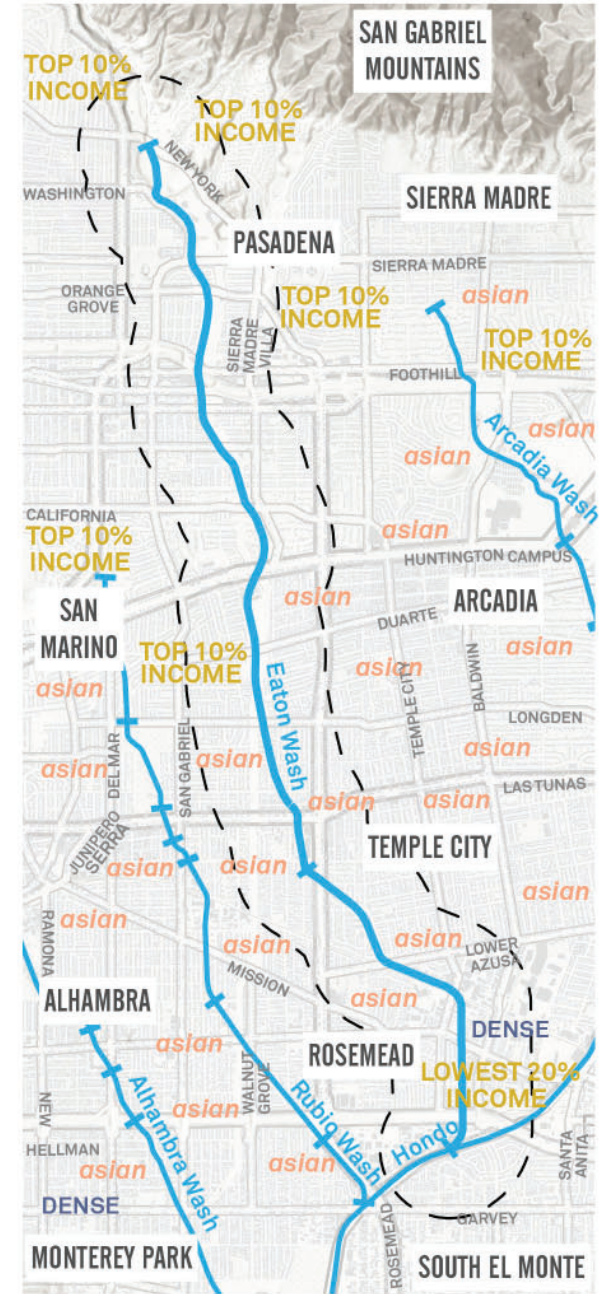 SAN GABRIEL
MOUNTAINS
TOP 10%
INCOME
TOP 10%
INCOME
NEW YORK
WASHINGTON
SIERRA MADRE
PASADENA
SIERRA MADRE
ORANGE
GROVE
TOP 10%
INCOME
asian
SIERRA
MADRE
VILLA
TOP 10%
INCOME
FOOTHILL
Arcadia Wash
asian
asian
CALIFORNIA
TOP 10%
INCOME
asian
HUNTINGTON CAMPUS
SAN
MARINO
asian
ARCADIA
DUARTE
TOP 10%
INCOME
asian
asian
TEMPLE CITY
BALDWIN
asian
Eaton Wash
LONGDEN
DEL MAR
SAN GABRIEL
asian
asian
asian
LAS TUNAS
asian
asian
JUNIPERO
SERRA
TEMPLE CITY
asian
asian
asian
asian
RAMONA
asian
asian
LOWER
AZUSA
MISSION
ALHAMBRA
asian
DENSE
asian
ROSEMEAD
LOWEST 20%
INCOME
WALNUT
GROVE
Alhambra Wash
NEW
asian
Rubio Wash
Hondo
HELLMAN
asian
asian
SANTA
ANITA
DENSE
GARVEY
ROSEMEAD
MONTEREY PARK
SOUTH EL MONTE